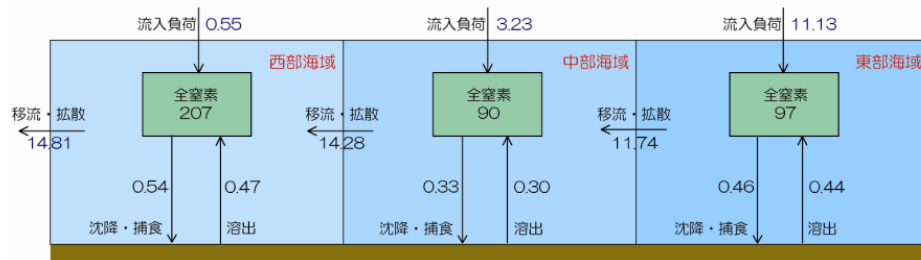 流入負荷 0.55
流入負荷 3.23
流入負荷 11.13
西部海域
中部海域
東部海域
全窒素
207
全窒素
90
全窒素
97
移流・拡散
14.81
移流・拡散
14.28
移流・拡散
11.74
0.54
0.47
0.33
0.30
0.46
0.44
沈降・捕食
溶出
沈降・捕食
溶出
沈降・捕食
溶出